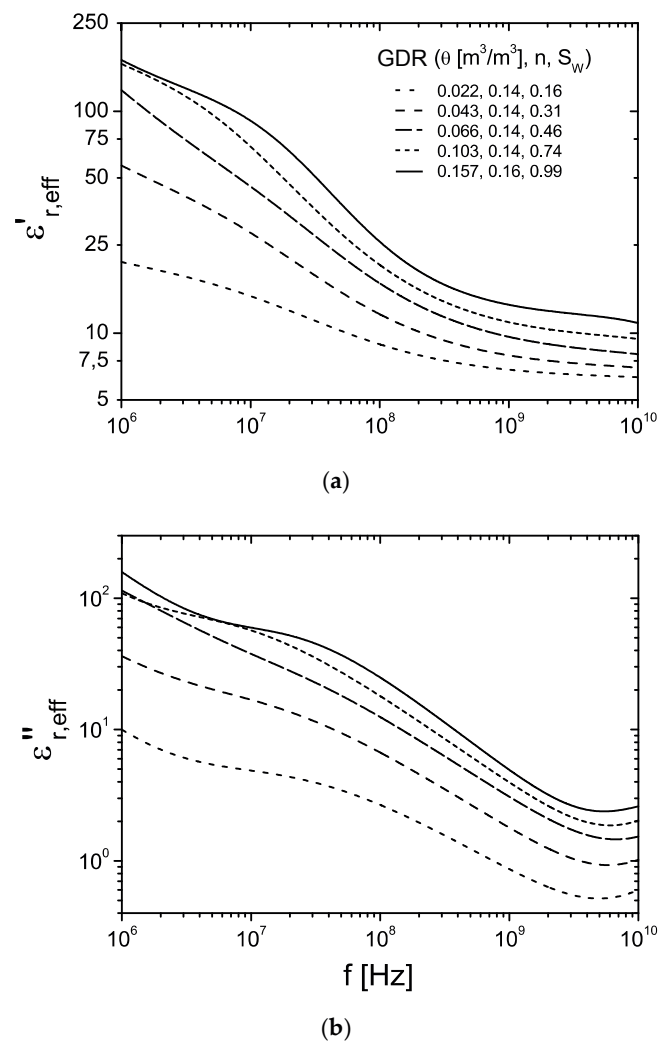 250
100
75
50
25
10
7,5
5
ε'r,eff
GDR (θ [m³/m³], n, SW)
0.022, 0.14, 0.16
0.043, 0.14, 0.31
0.066, 0.14, 0.46
0.103, 0.14, 0.74
0.157, 0.16, 0.99
10⁶ 10⁷ 10⁸ 10⁹ 10¹⁰
(a)
10²
10¹
10⁰
ε"r,eff
10⁶ 10⁷ 10⁸ 10⁹ 10¹⁰
f [Hz]
(b)